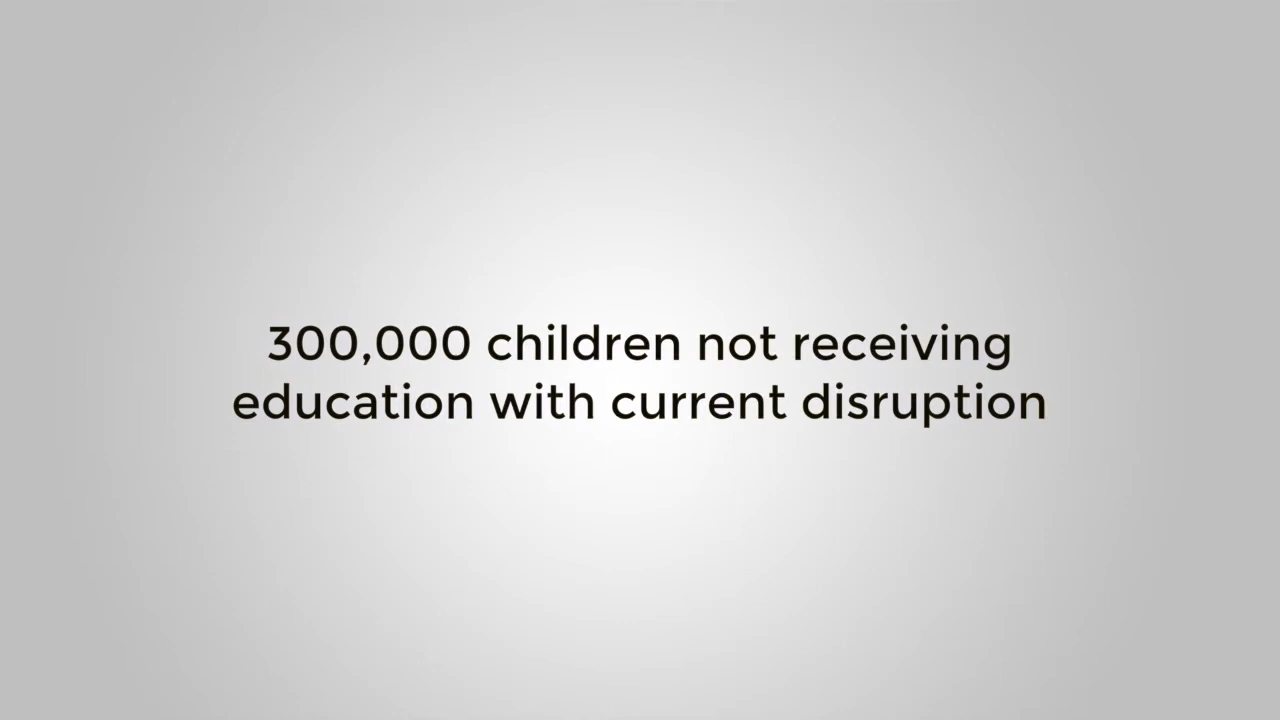 300,000 children not receiving
education with current disruption